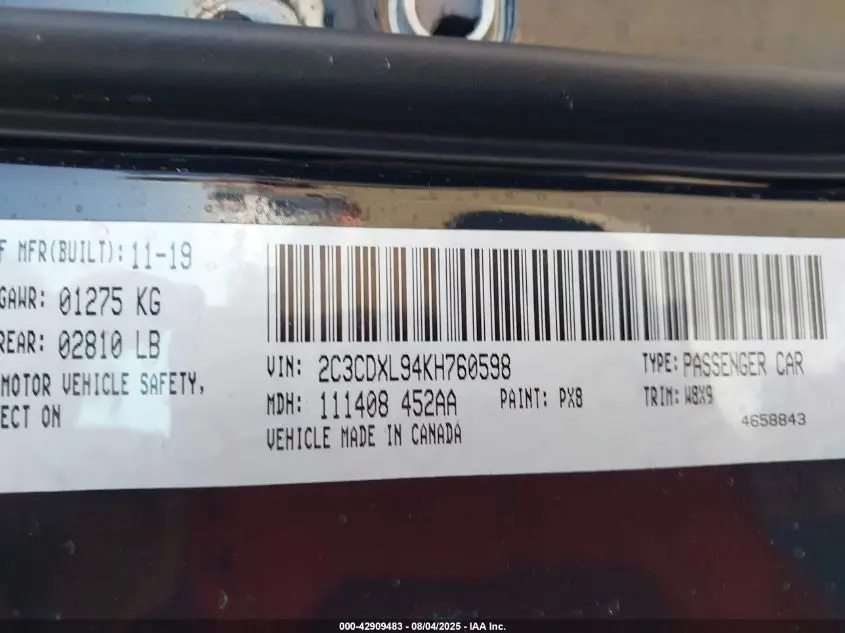 F MFR(BUILT): 11-19
GAWR: 01275 KG
REAR: 02810 LB
MOTOR VEHICLE SAFETY,
ECT ON
VIN: 2C3CDXL94KH760598
TYPE: PASSENGER CAR
MDH: 111408 452AA
PAINT: PX8
TRIM: W8X9
VEHICLE MADE IN CANADA
4658843
000-42909483 - 08/04/2025 - IAA Inc.